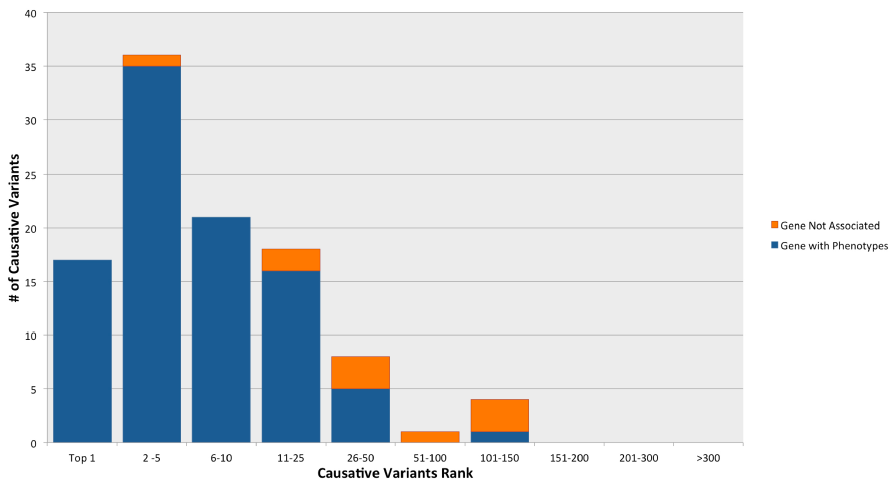 40
35
30
25
20
15
10
5
0
# of Causative Variants
Top 1 2 -5 6-10 11-25 26-50 51-100 101-150 151-200 201-300 >300
Causative Variants Rank
Gene Not Associated
Gene with Phenotypes